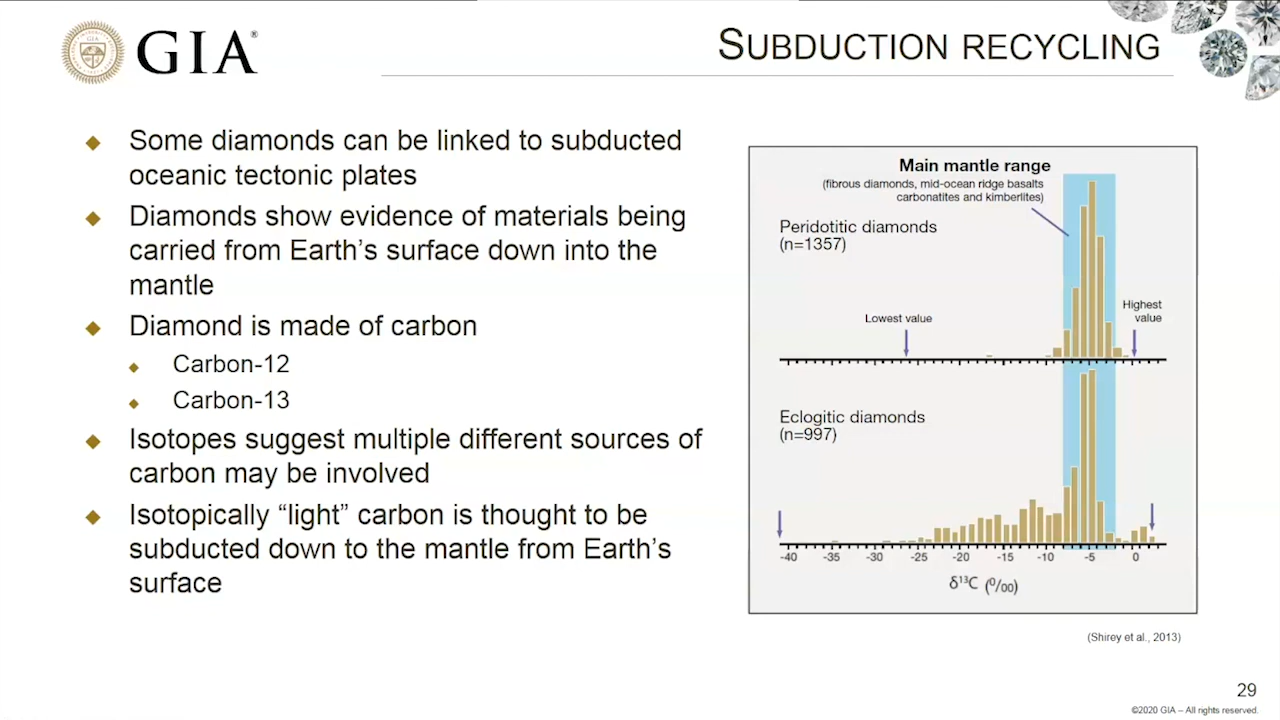 GIA®
SUBDUCTION RECYCLING
Some diamonds can be linked to subducted
oceanic tectonic plates
Diamonds show evidence of materials being
carried from Earth’s surface down into the
mantle
Diamond is made of carbon
Carbon-12
Carbon-13
Isotopes suggest multiple different sources of
carbon may be involved
Isotopically “light” carbon is thought to be
subducted down to the mantle from Earth’s
surface
Main mantle range
(fibrous diamonds, mid-ocean ridge basalts
carbonatites and kimberlites)
Peridotitic diamonds
(n=1357)
Lowest value
Highest
value
Eclogitic diamonds
(n=997)
-40 -35 -30 -25 -20 -15 -10 -5 0
δ¹³C (⁰/₀₀)
(Shirey et al., 2013)
29
©2020 GIA – All rights reserved.